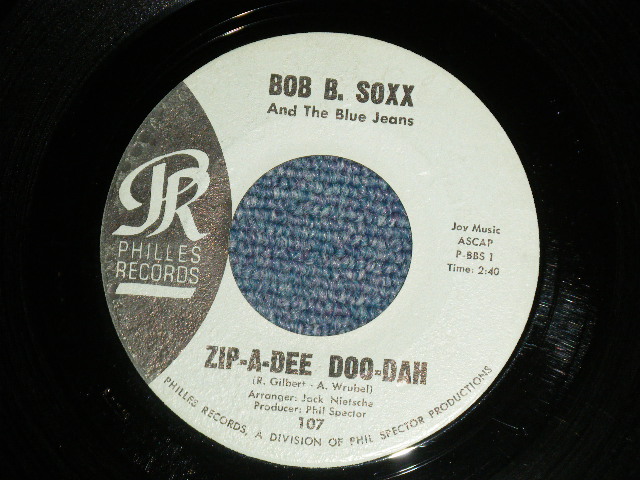 BOB B. SOXX
And The Blue Jeans
PR
PHILLES
RECORDS
Joy Music
ASCAP
P-BBS 1
Time: 2:40
ZIP-A-DEE DOO-DAH
(R. Gilbert - A. Wrubel)
Arranger: Jack Nietsche
Producer: Phil Spector
107
PHILLES RECORDS, A DIVISION OF PHIL SPECTOR PRODUCTIONS